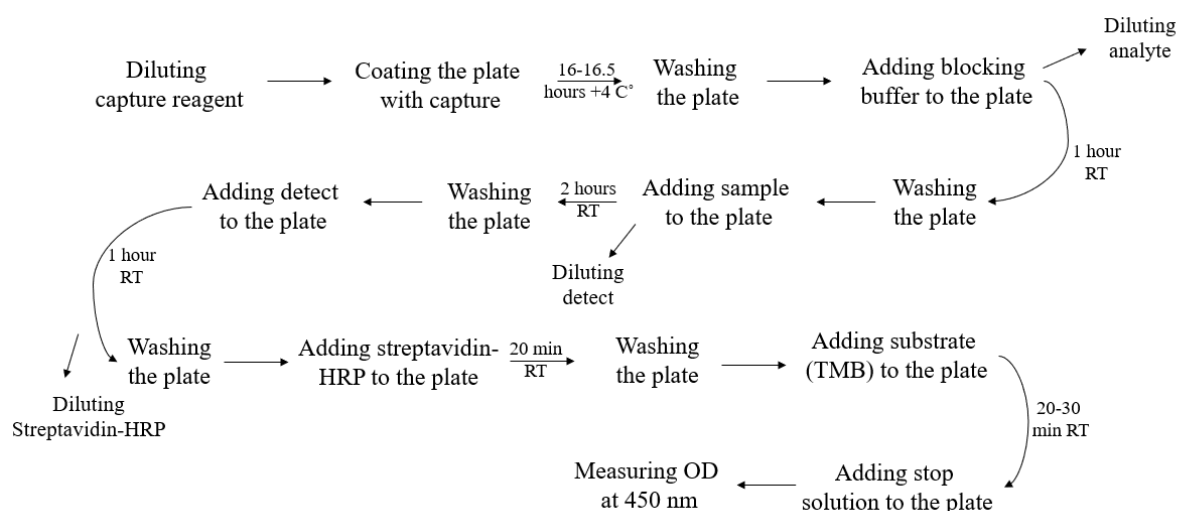 Diluting
capture reagent
Coating the plate
with capture
16-16.5
hours +4 C°
Washing
the plate
Adding blocking
buffer to the plate
Diluting
analyte
1 hour
RT
Washing
the plate
Adding sample
to the plate
Diluting
detect
2 hours
RT
Washing
the plate
Adding detect
to the plate
1 hour
RT
Diluting
Streptavidin-HRP
Washing
the plate
Adding streptavidin-
HRP to the plate
20 min
RT
Washing
the plate
Adding substrate
(TMB) to the plate
20-30
min RT
Adding stop
solution to the plate
Measuring OD
at 450 nm